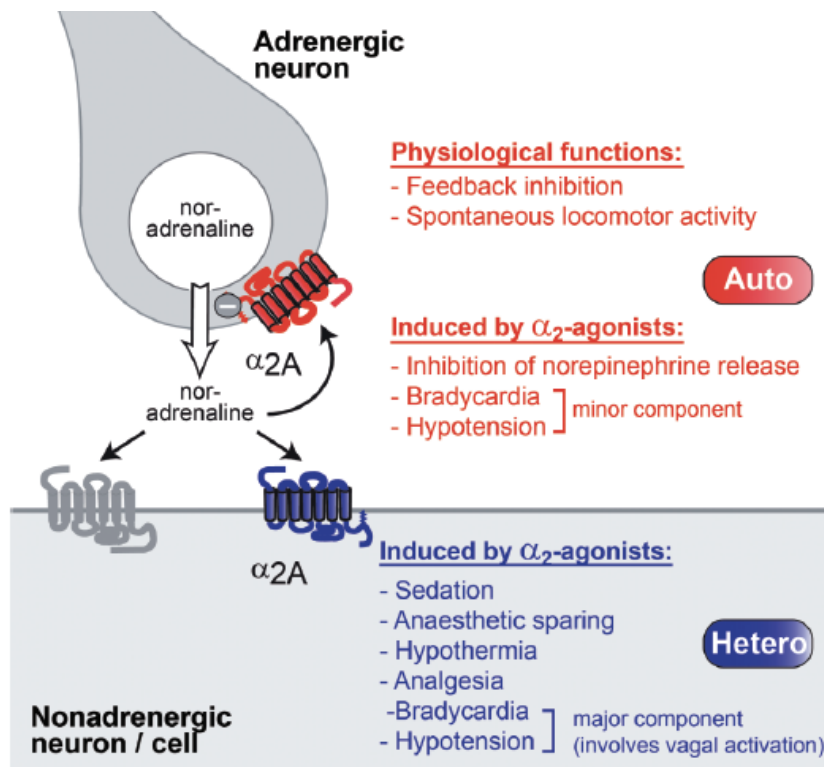 Adrenergic
neuron
nor-
adrenaline
Physiological functions:
- Feedback inhibition
- Spontaneous locomotor activity
Auto
−
α2A
nor-
adrenaline
Induced by α₂-agonists:
- Inhibition of norepinephrine release
- Bradycardia
- Hypotension
minor component
α2A
Induced by α₂-agonists:
- Sedation
- Anaesthetic sparing
- Hypothermia
- Analgesia
-Bradycardia
- Hypotension
major component
(involves vagal activation)
Hetero
Nonadrenergic
neuron / cell